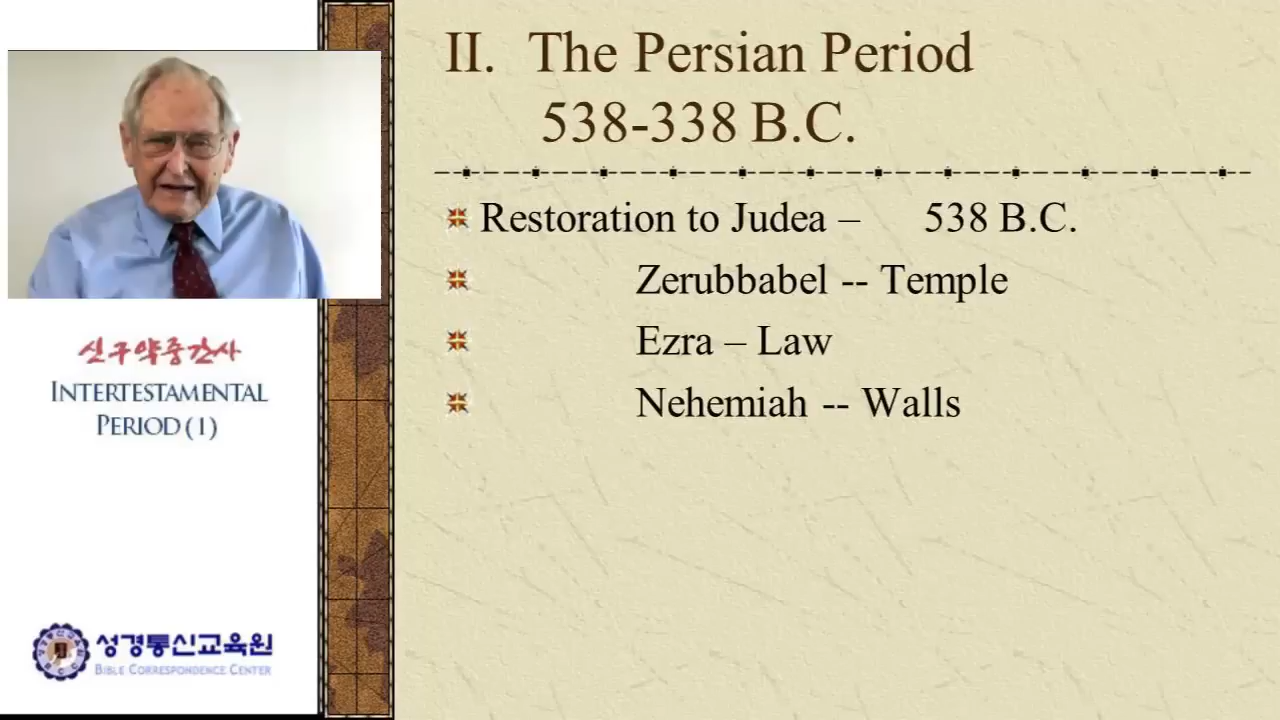 II. The Persian Period
538-338 B.C.
Restoration to Judea – 538 B.C.
Zerubbabel -- Temple
Ezra – Law
Nehemiah -- Walls
신구약중간사
INTERTESTAMENTAL
PERIOD (1)
성경통신교육원
BIBLE CORRESPONDENCE CENTER